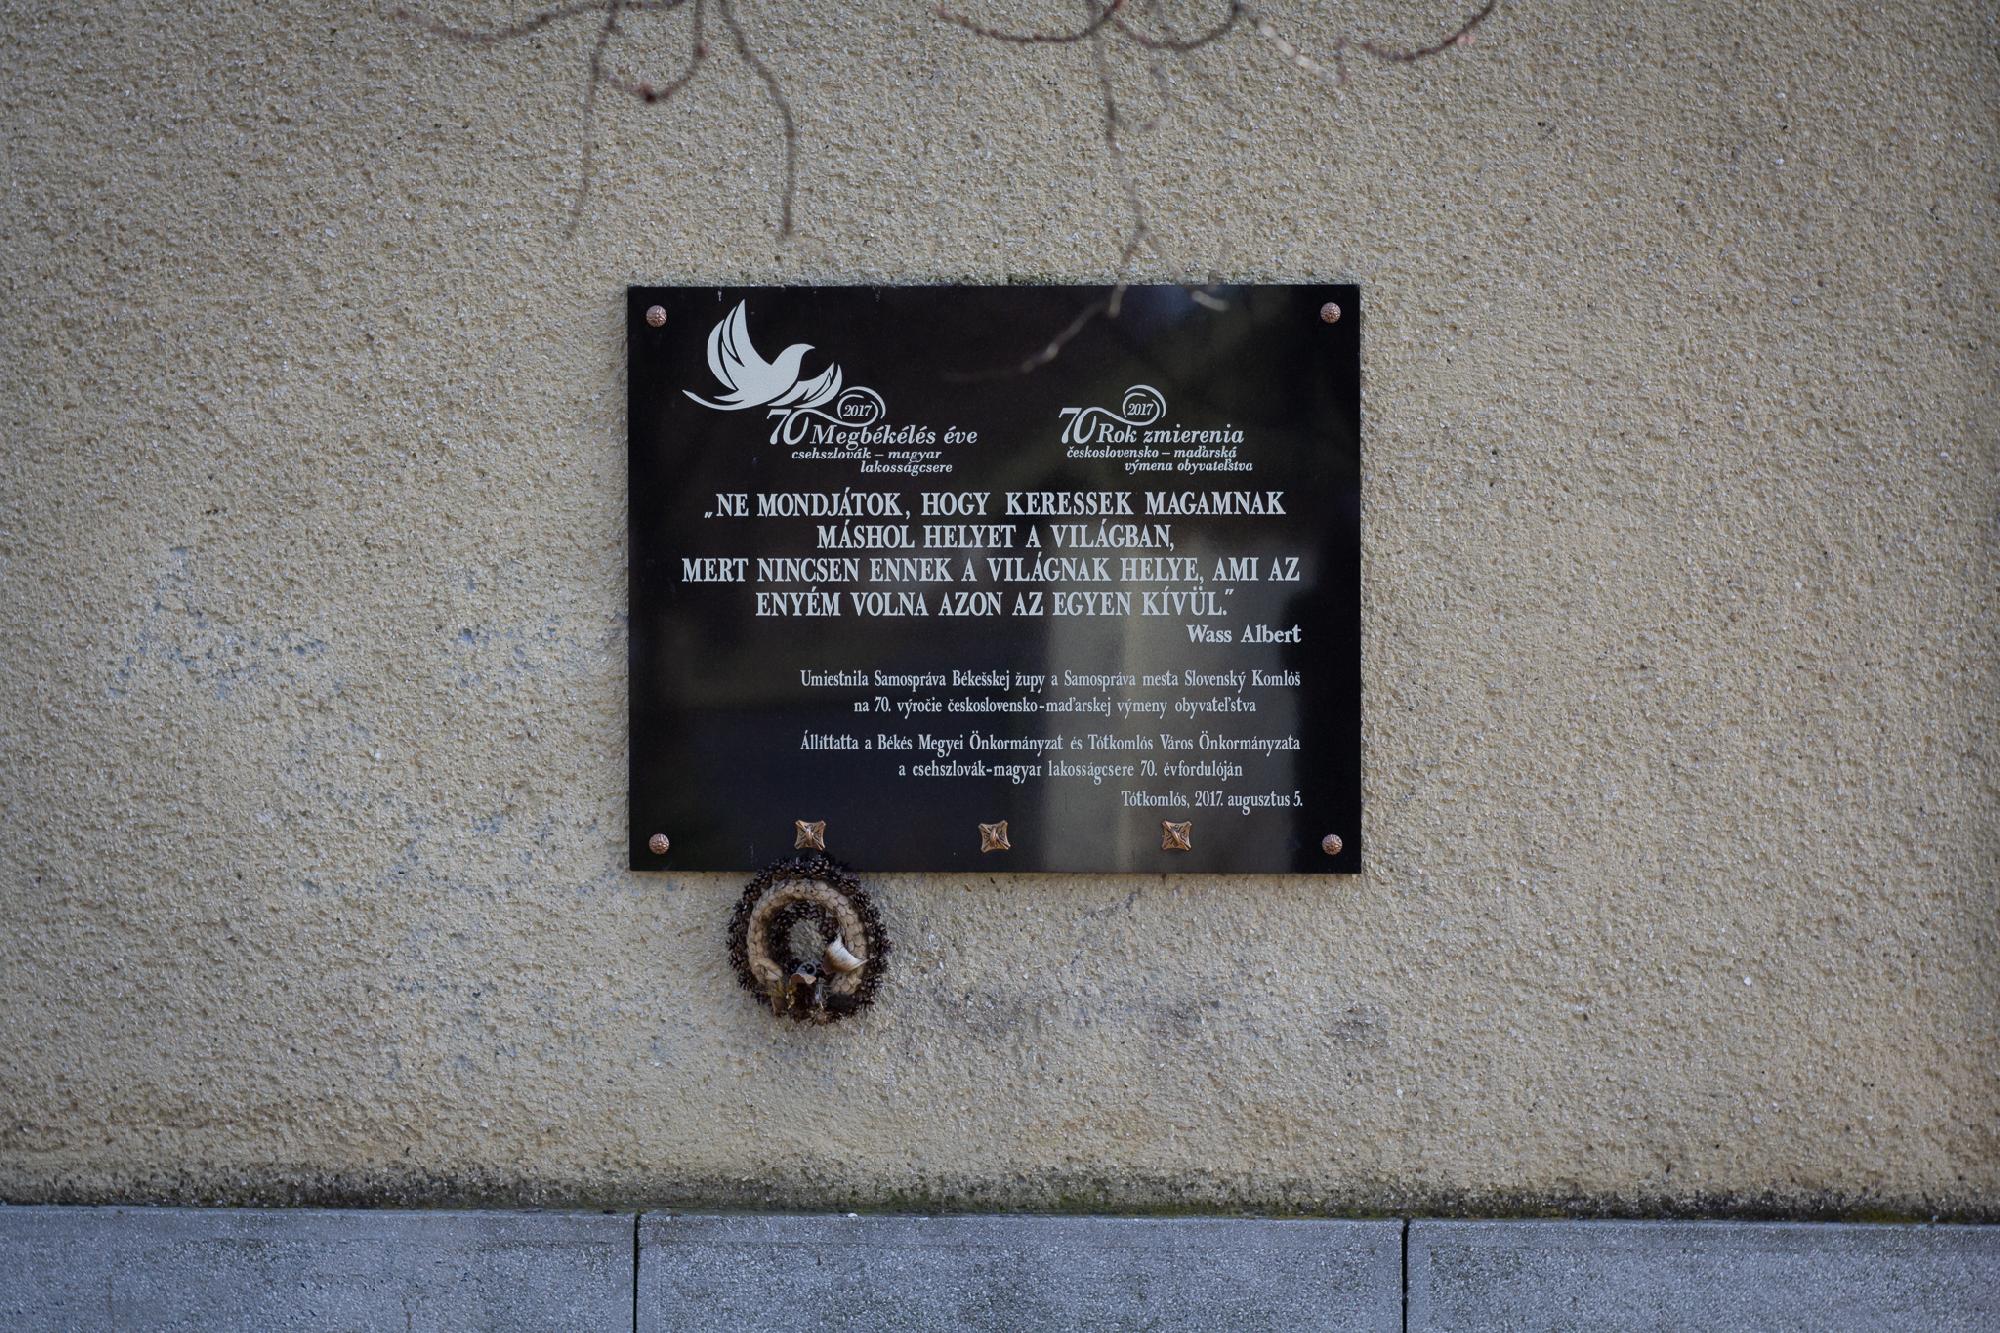 70 2017
Megbékélés éve
csehszlovák – magyar
lakosságcsere
70 2017
Rok zmierenia
československo – maďarská
výmena obyvateľstva
„NE MONDJÁTOK, HOGY KERESSEK MAGAMNAK
MÁSHOL HELYET A VILÁGBAN,
MERT NINCSEN ENNEK A VILÁGNAK HELYE, AMI AZ
ENYÉM VOLNA AZON AZ EGYEN KÍVÜL.”
Wass Albert
Umiestnila Samospráva Békešskej župy a Samospráva mesta Slovenský Komlóš
na 70. výročie československo-maďarskej výmeny obyvateľstva
Állíttatta a Békés Megyei Önkormányzat és Tótkomlós Város Önkormányzata
a csehszlovák-magyar lakosságcsere 70. évfordulóján
Tótkomlós, 2017. augusztus 5.